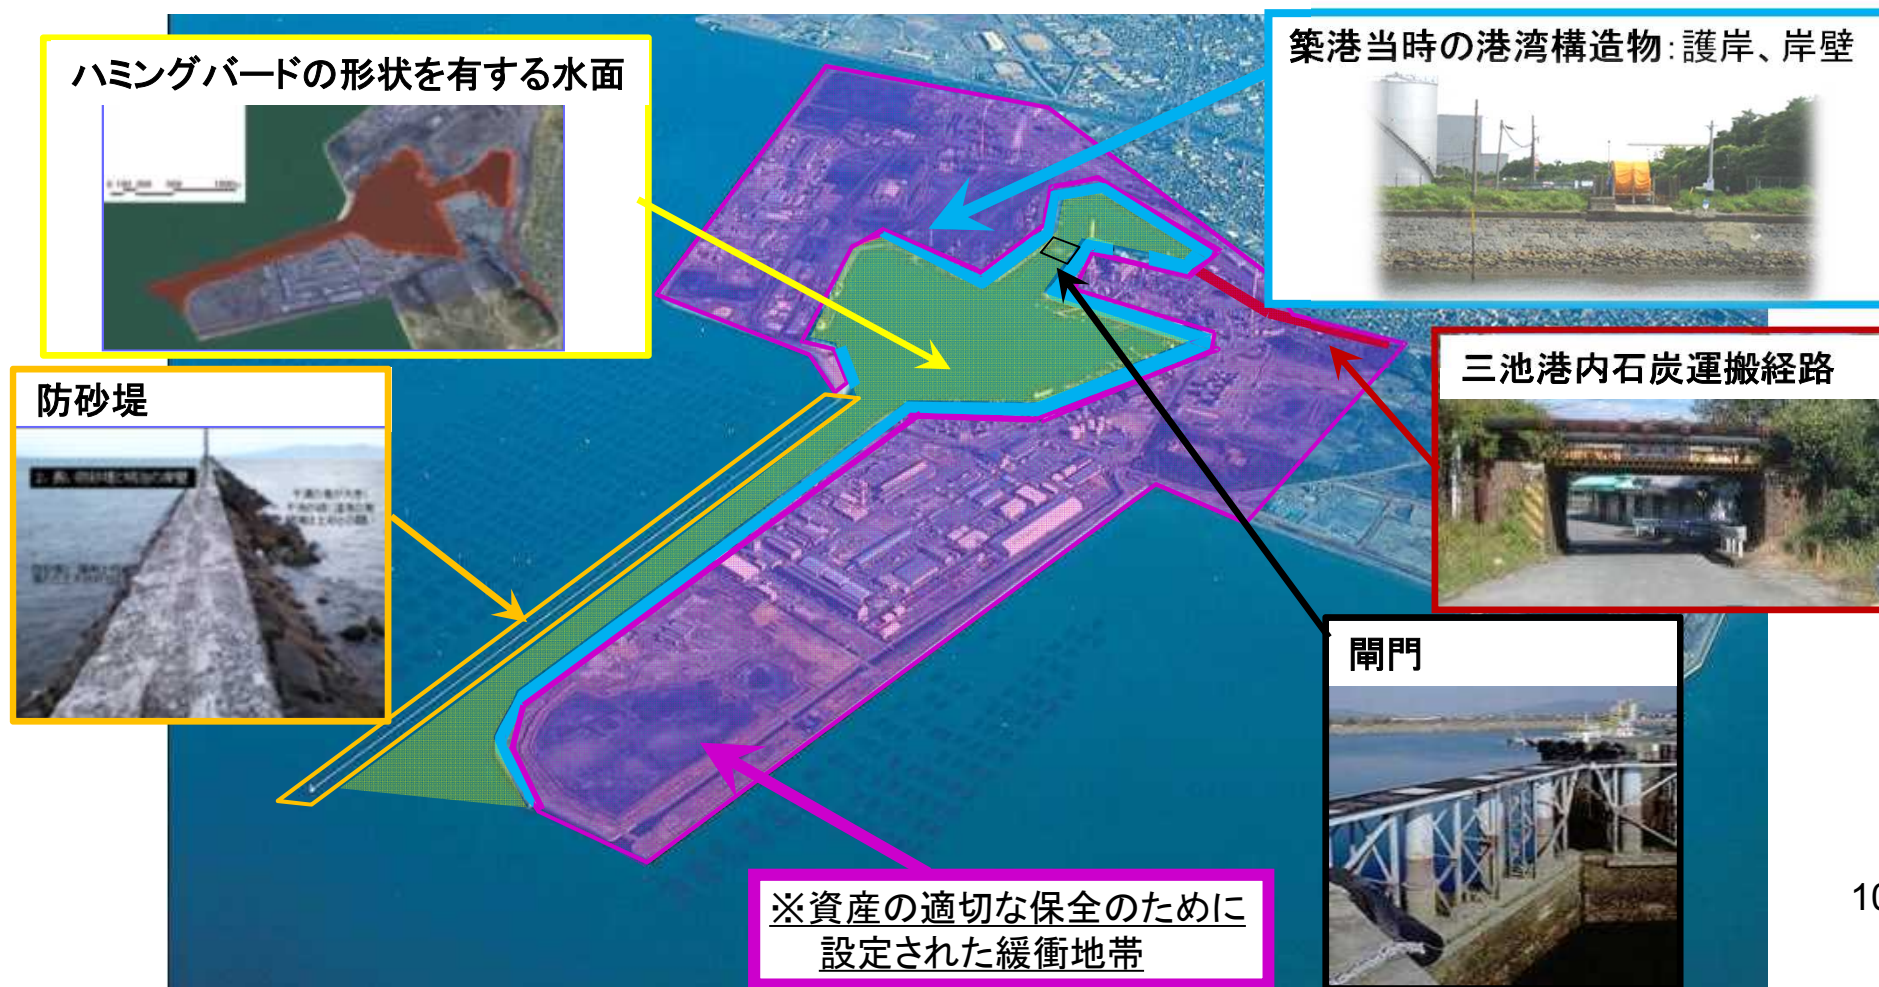 ハミングバードの形状を有する水面
築港当時の港湾構造物：護岸、岸壁
防砂堤
三池港内石炭運搬経路
閘門
※資産の適切な保全のために
設定された緩衝地帯
10